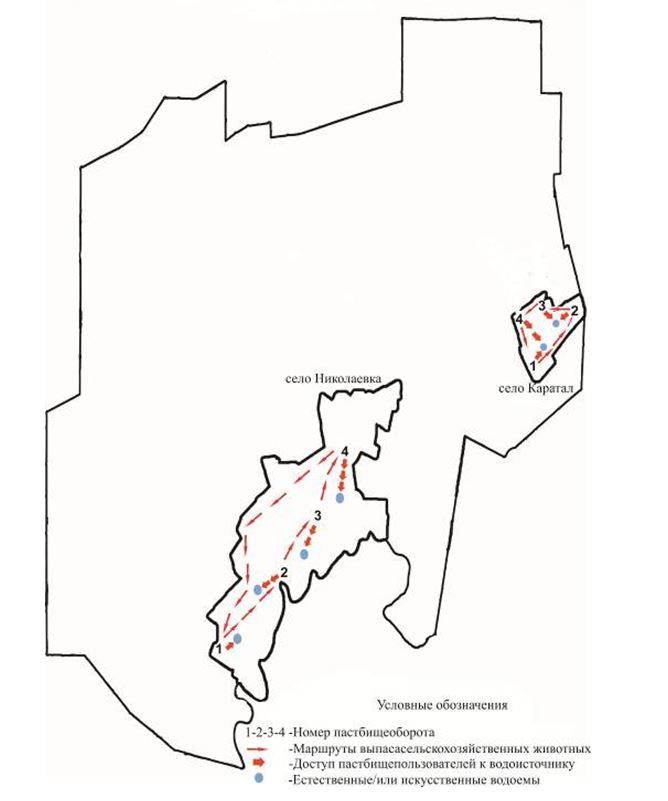 3
4
2
1
село Николаевка
село Каратал
4
3
2
1
Условные обозначения
1-2-3-4 -Номер пастбищеоборота
-Маршруты выпасасельскохозяйственных животных
-Доступ пастбищепользователей к водоисточнику
-Естественные/или искусственные водоемы